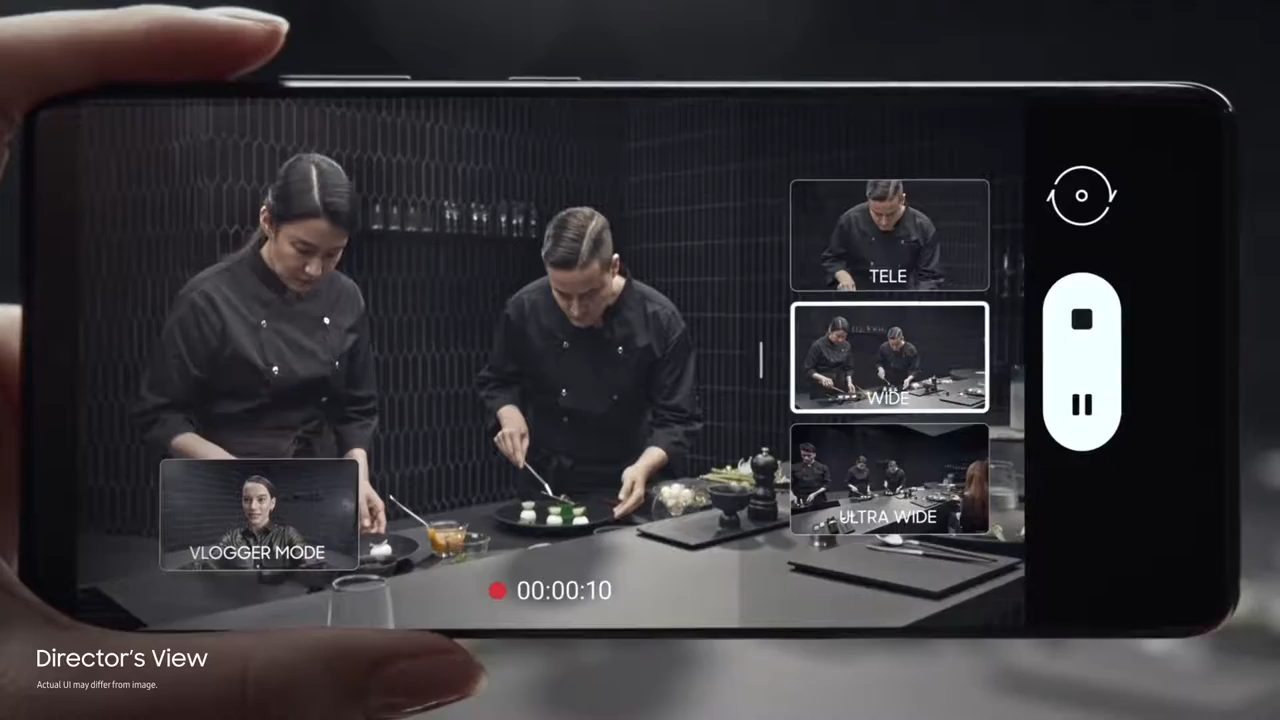 TELE
WIDE
ULTRA WIDE
VLOGGER MODE
00:00:10
Director's View
Actual UI may differ from image.